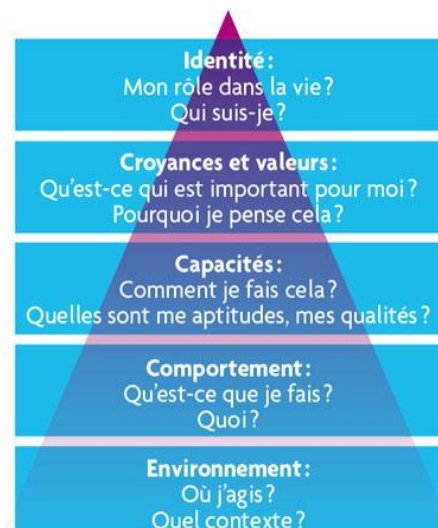 Identité :
Mon rôle dans la vie ?
Qui suis-je ?
Croyances et valeurs :
Qu'est-ce qui est important pour moi ?
Pourquoi je pense cela ?
Capacités :
Comment je fais cela ?
Quelles sont me aptitudes, mes qualités ?
Comportement :
Qu'est-ce que je fais ?
Quoi ?
Environnement :
Où j'agis ?
Quel contexte ?